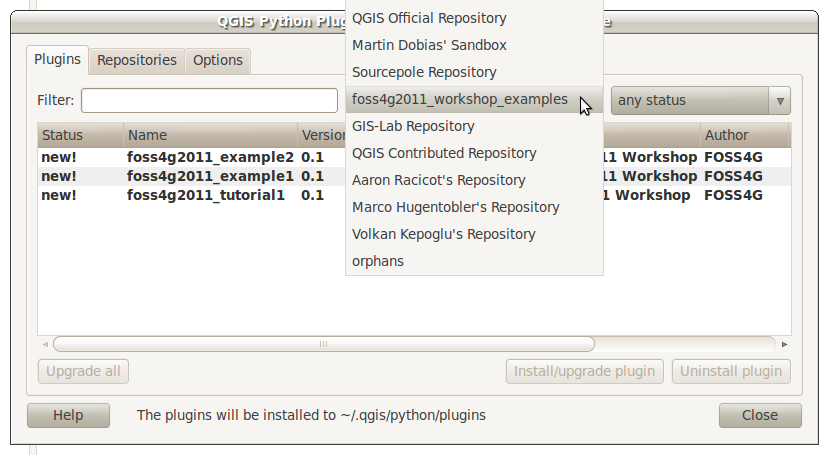 QGIS Python Plug
QGIS Official Repository
Martin Dobias' Sandbox
Sourcepole Repository
foss4g2011_workshop_examples
GIS-Lab Repository
QGIS Contributed Repository
Aaron Racicot's Repository
Marco Hugentobler's Repository
Volkan Kepoglu's Repository
orphans
Plugins Repositories Options
Filter: any status
Status Name Version Author
new! foss4g2011_example2 0.1 11 Workshop FOSS4G
new! foss4g2011_example1 0.1 11 Workshop FOSS4G
new! foss4g2011_tutorial1 0.1 1 Workshop FOSS4G
Upgrade all Install/upgrade plugin Uninstall plugin
Help The plugins will be installed to ~/.qgis/python/plugins Close